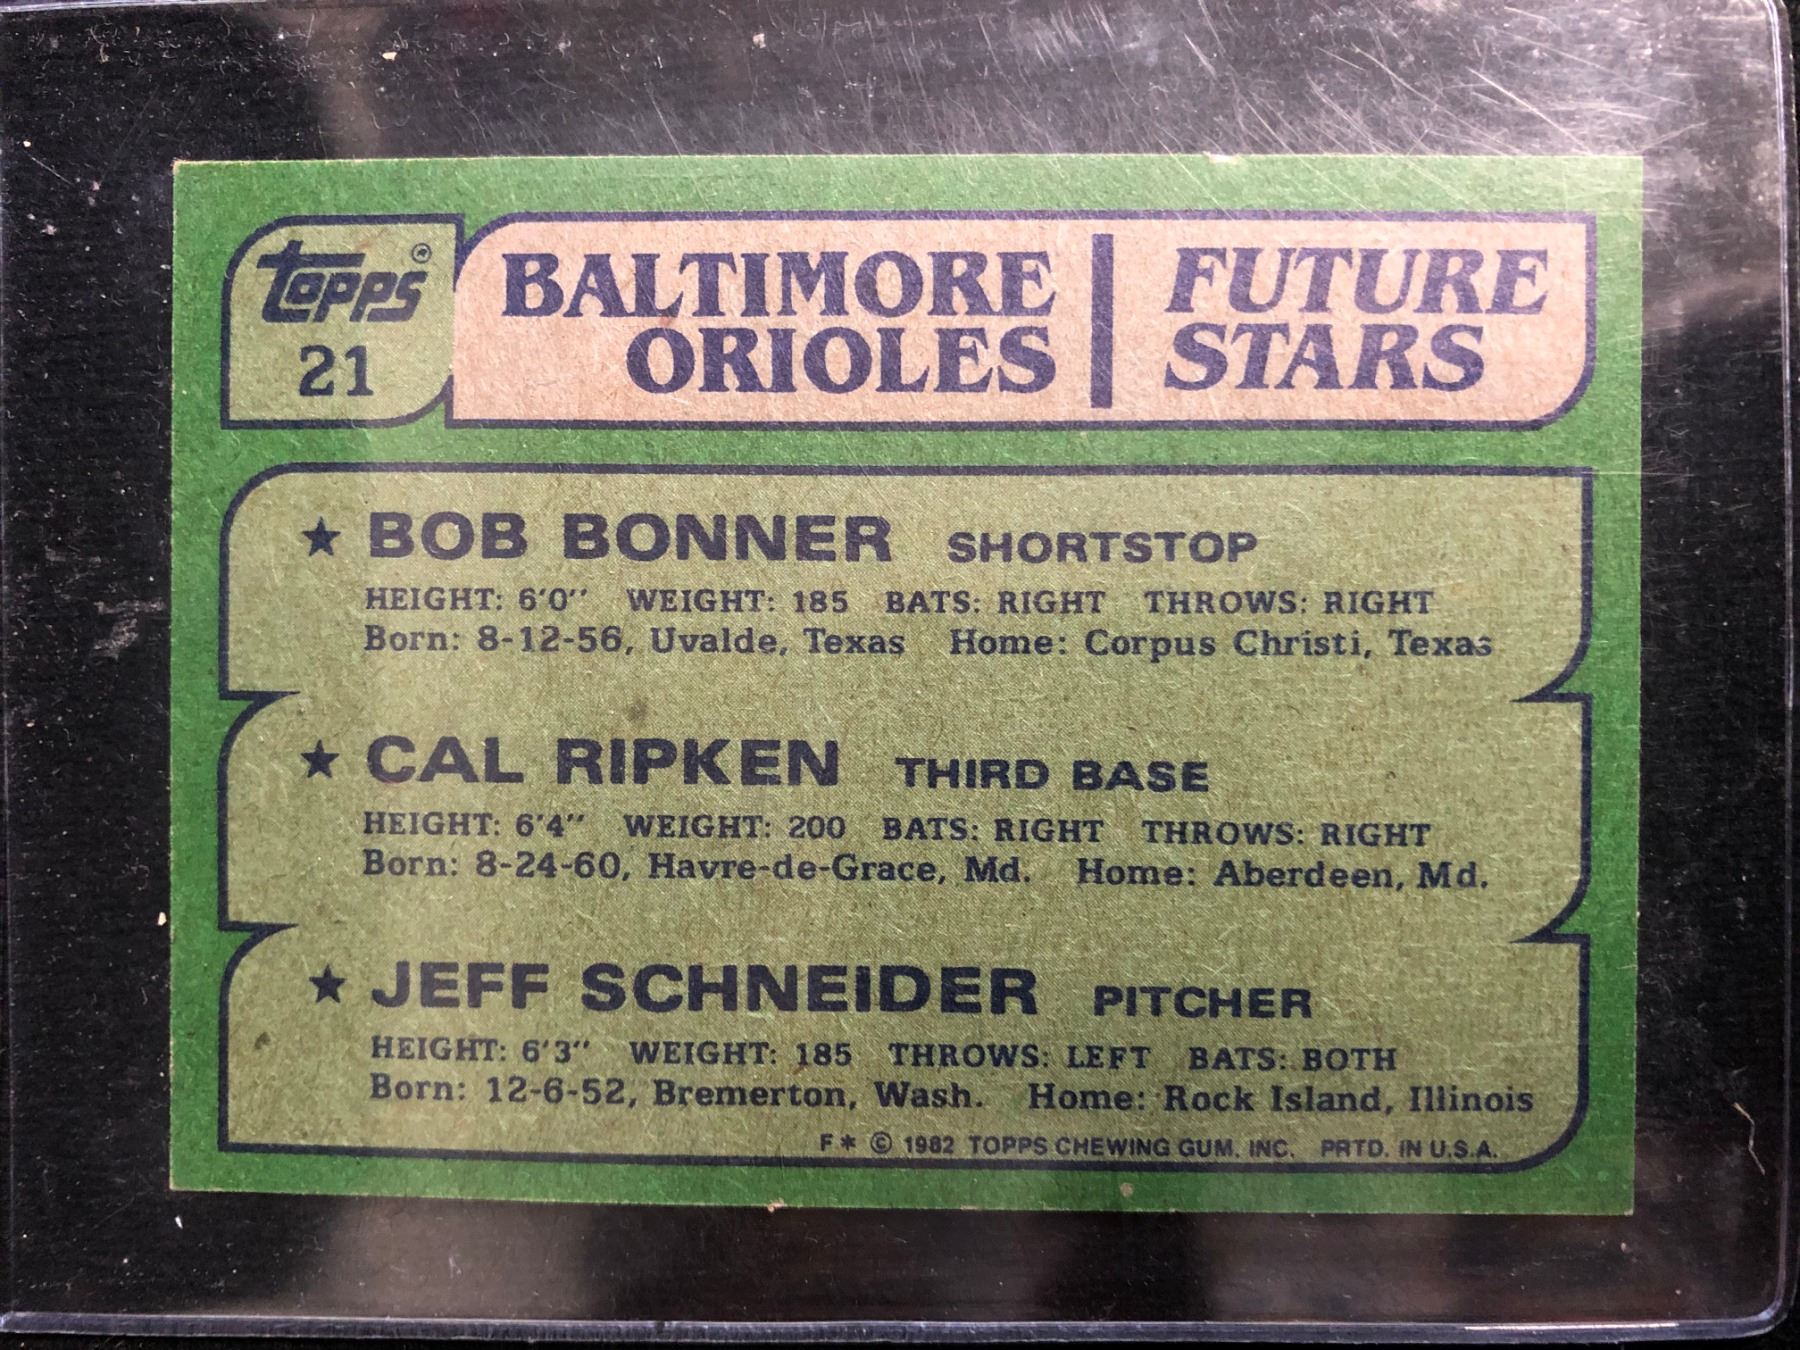 topps®
21
BALTIMORE ORIOLES
FUTURE STARS
★ BOB BONNER SHORTSTOP
HEIGHT: 6'0" WEIGHT: 185 BATS: RIGHT THROWS: RIGHT
Born: 8-12-56, Uvalde, Texas Home: Corpus Christi, Texas
★ CAL RIPKEN THIRD BASE
HEIGHT: 6'4" WEIGHT: 200 BATS: RIGHT THROWS: RIGHT
Born: 8-24-60, Havre-de-Grace, Md. Home: Aberdeen, Md.
★ JEFF SCHNEIDER PITCHER
HEIGHT: 6'3" WEIGHT: 185 THROWS: LEFT BATS: BOTH
Born: 12-6-52, Bremerton, Wash. Home: Rock Island, Illinois
F* © 1982 TOPPS CHEWING GUM. INC. PRTD. IN U.S.A.